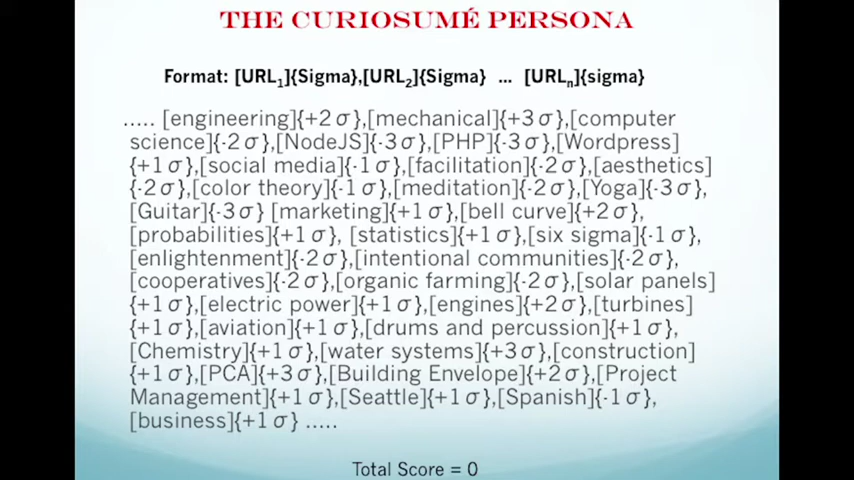 THE CURIOSUMÉ PERSONA
Format: [URL1]{Sigma},[URL2]{Sigma} ... [URLn]{sigma}
..... [engineering]{+2 σ},[mechanical]{+3 σ},[computer
science]{-2 σ},[NodeJS]{-3 σ},[PHP]{-3 σ},[Wordpress]
{+1 σ},[social media]{-1 σ},[facilitation]{-2 σ},[aesthetics]
{-2 σ},[color theory]{-1 σ},[meditation]{-2 σ},[Yoga]{-3 σ},
[Guitar]{-3 σ} [marketing]{+1 σ},[bell curve]{+2 σ},
[probabilities]{+1 σ}, [statistics]{+1 σ},[six sigma]{-1 σ},
[enlightenment]{-2 σ},[intentional communities]{-2 σ},
[cooperatives]{-2 σ},[organic farming]{-2 σ},[solar panels]
{+1 σ},[electric power]{+1 σ},[engines]{+2 σ},[turbines]
{+1 σ},[aviation]{+1 σ},[drums and percussion]{+1 σ},
[Chemistry]{+1 σ},[water systems]{+3 σ},[construction]
{+1 σ},[PCA]{+3 σ},[Building Envelope]{+2 σ},[Project
Management]{+1 σ},[Seattle]{+1 σ},[Spanish]{-1 σ},
[business]{+1 σ} .....
Total Score = 0